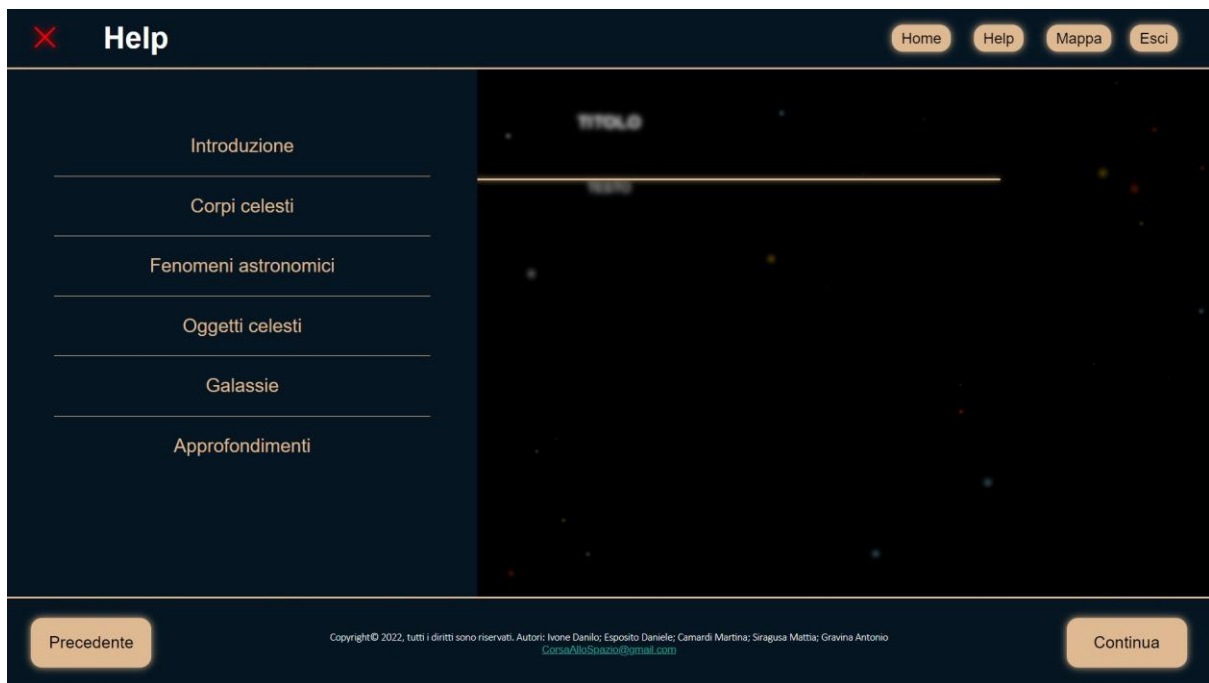 Help
Home
Help
Mappa
Esci
TITOLO
TESTO
Introduzione
Corpi celesti
Fenomeni astronomici
Oggetti celesti
Galassie
Approfondimenti
Precedente
Copyright© 2022, tutti i diritti sono riservati. Autori: Ivone Danilo; Esposito Daniele; Camardi Martina; Siragusa Mattia; Gravina Antonio
CorsaAlloSpazio@gmail.com
Continua